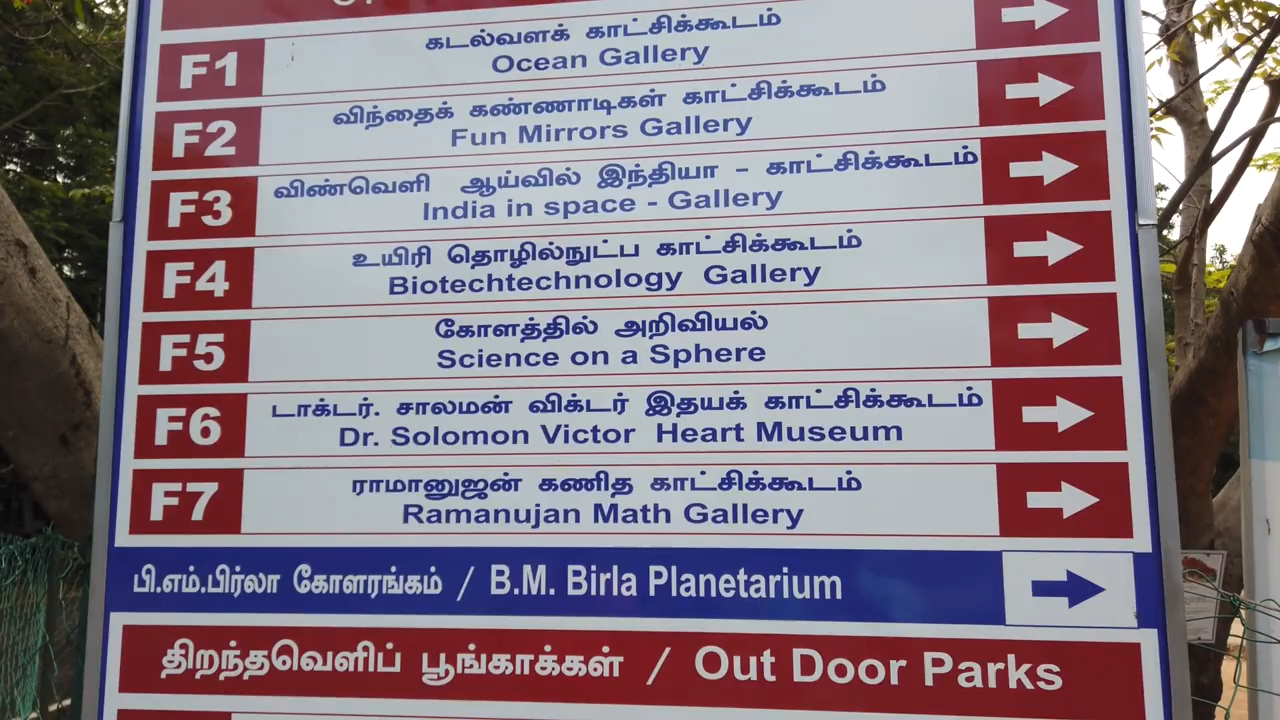 F1
கடல்வளக் காட்சிக்கூடம்
Ocean Gallery
F2
விந்தைக் கண்ணாடிகள் காட்சிக்கூடம்
Fun Mirrors Gallery
F3
விண்வெளி ஆய்வில் இந்தியா - காட்சிக்கூடம்
India in space - Gallery
F4
உயிரி தொழில்நுட்ப காட்சிக்கூடம்
Biotechtechnology Gallery
F5
கோளத்தில் அறிவியல்
Science on a Sphere
F6
டாக்டர். சாலமன் விக்டர் இதயக் காட்சிக்கூடம்
Dr. Solomon Victor Heart Museum
F7
ராமானுஜன் கணித காட்சிக்கூடம்
Ramanujan Math Gallery
பி.எம்.பிர்லா கோளரங்கம் / B.M. Birla Planetarium
திறந்தவெளிப் பூங்காக்கள் / Out Door Parks